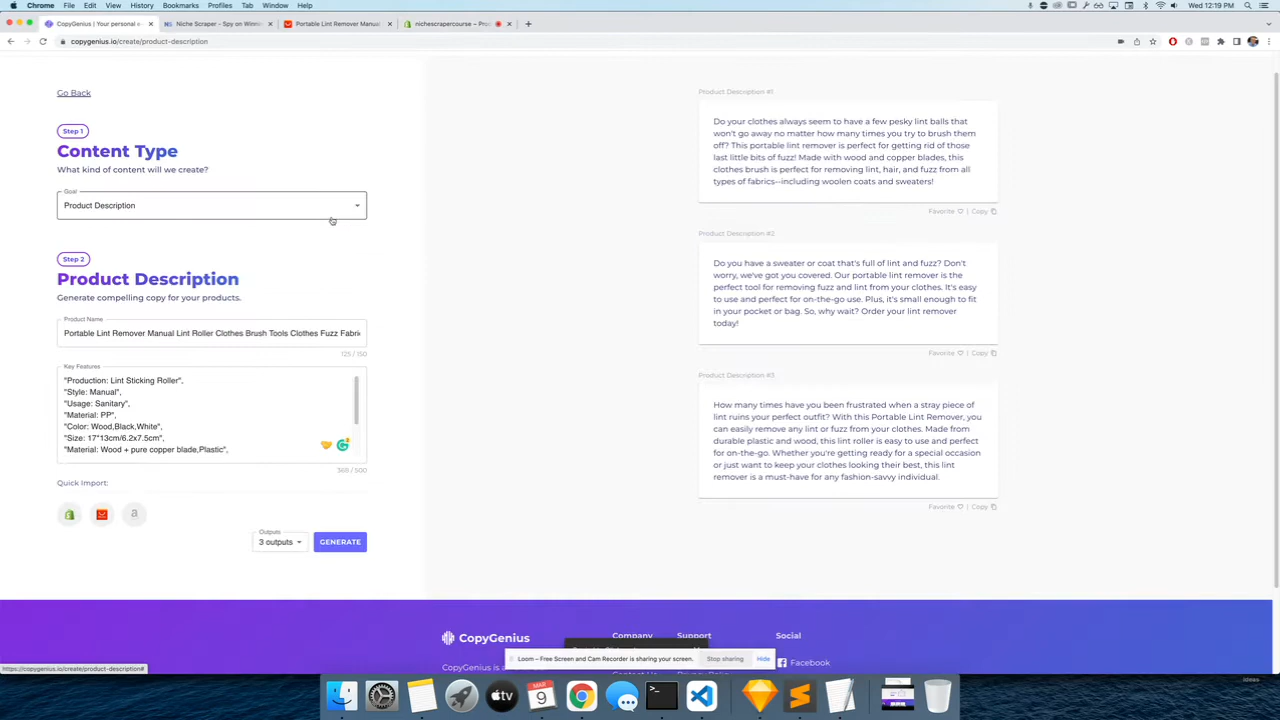 Chrome File Edit View History Bookmarks Profiles Tab Window Help
Wed 12:19 PM
CopyGenius | Your personal e
Niche Scraper - Spy on Winni
Portable Lint Remover Manual
nichescrapercourse ~ Pro
copygenius.io/create/product-description
Go Back
Step 1
Content Type
What kind of content will we create?
Goal
Product Description
Step 2
Product Description
Generate compelling copy for your products.
Product Name
Portable Lint Remover Manual Lint Roller Clothes Brush Tools Clothes Fuzz Fabric
125 / 150
Key Features
"Production: Lint Sticking Roller",
"Style: Manual",
"Usage: Sanitary",
"Material: PP",
"Color: Wood,Black,White",
"Size: 17*13cm/6.2x7.5cm",
"Material: Wood + pure copper blade,Plastic",
368 / 500
Quick Import:
Outputs
3 outputs
GENERATE
Product Description #1
Do your clothes always seem to have a few pesky lint balls that
won't go away no matter how many times you try to brush them
off? This portable lint remover is perfect for getting rid of those
last little bits of fuzz! Made with wood and copper blades, this
clothes brush is perfect for removing lint, hair, and fuzz from all
types of fabrics--including woolen coats and sweaters!
Favorite | Copy
Product Description #2
Do you have a sweater or coat that's full of lint and fuzz? Don't
worry, we've got you covered. Our portable lint remover is the
perfect tool for removing fuzz and lint from your clothes. It's easy
to use and perfect for on-the-go use. Plus, it's small enough to fit
in your pocket or bag. So, why wait? Order your lint remover
today!
Favorite | Copy
Product Description #3
How many times have you been frustrated when a stray piece of
lint ruins your perfect outfit? With this Portable Lint Remover, you
can easily remove any lint or fuzz from your clothes. Made from
durable plastic and wood, this lint roller is easy to use and perfect
for on-the-go. Whether you're getting ready for a special occasion
or just want to keep your clothes looking their best, this lint
remover is a must-have for any fashion-savvy individual.
Favorite | Copy
CopyGenius
Company Support Social
Loom – Free Screen and Cam Recorder is sharing your screen. Stop sharing Hide
Facebook
CopyGenius is a
https://copygenius.io/create/product-description#
Ideas
MAR
9
tv